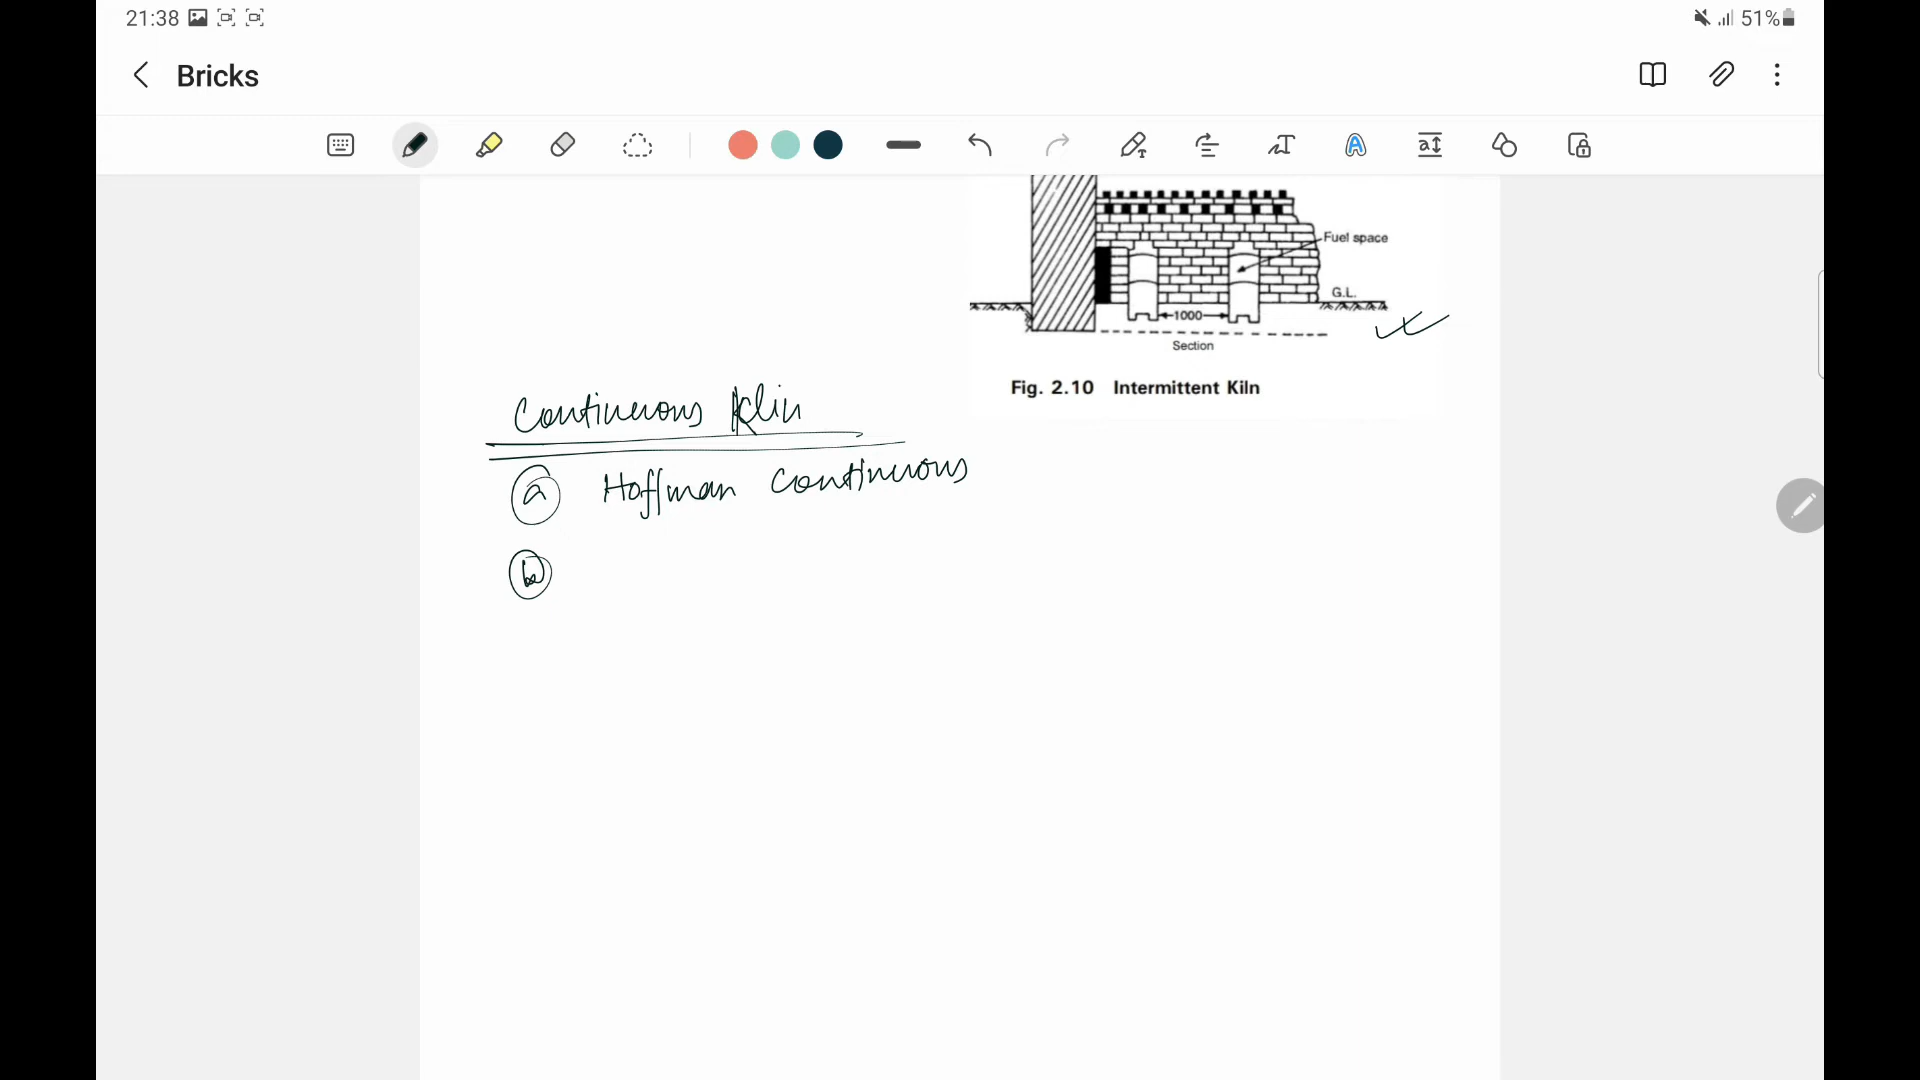 21:38
51%
Bricks
Fuel space
G.L.
1000
Section
Fig. 2.10 Intermittent Kiln
Continuous Klin
a Hoffman Continuous
b